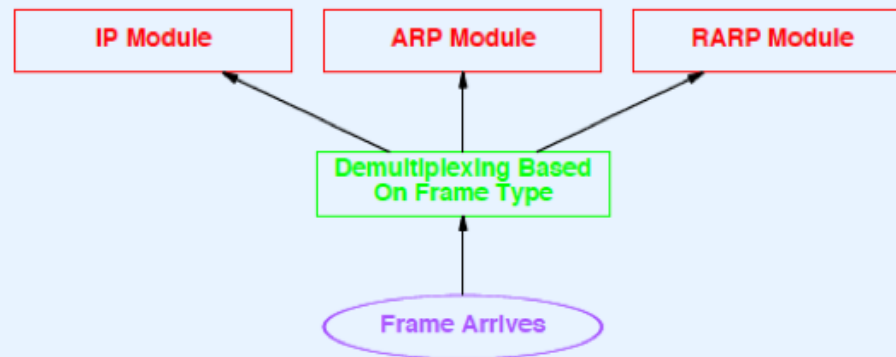 IP Module
ARP Module
RARP Module
Demultiplexing Based
On Frame Type
Frame Arrives